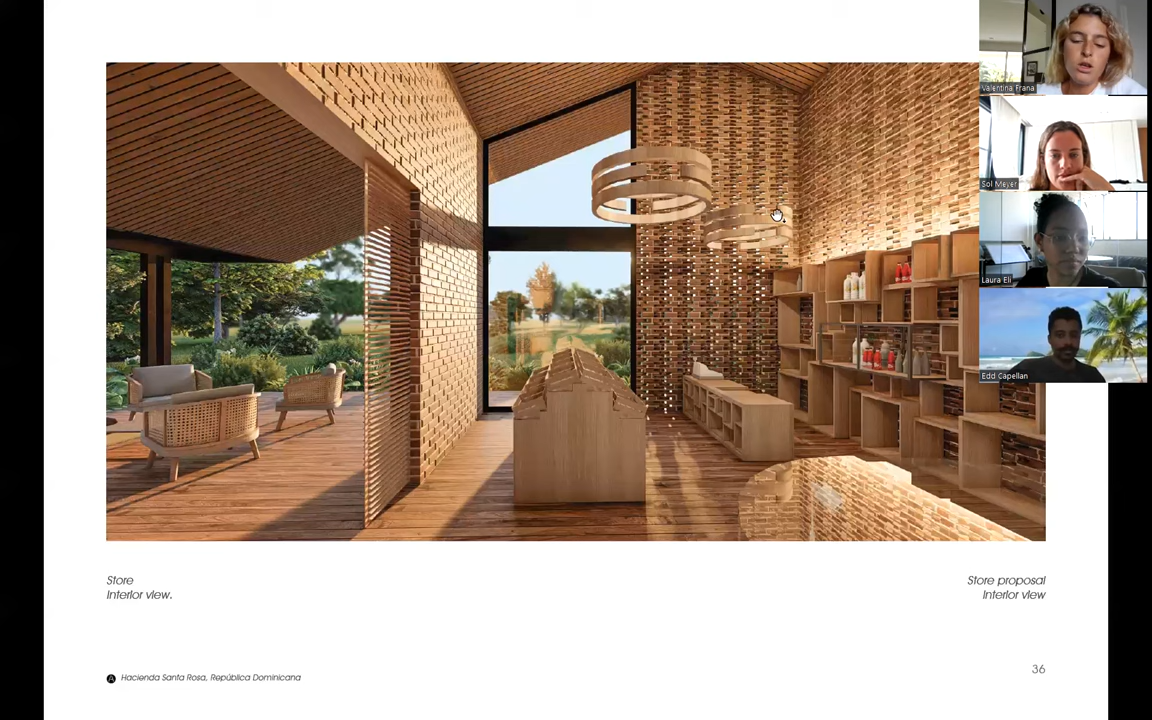 Valentina Frana
Sol Meyer
Laura Eli
Edd Capellan
Store
Interior view.
Store proposal
Interior view
Hacienda Santa Rosa, República Dominicana
36